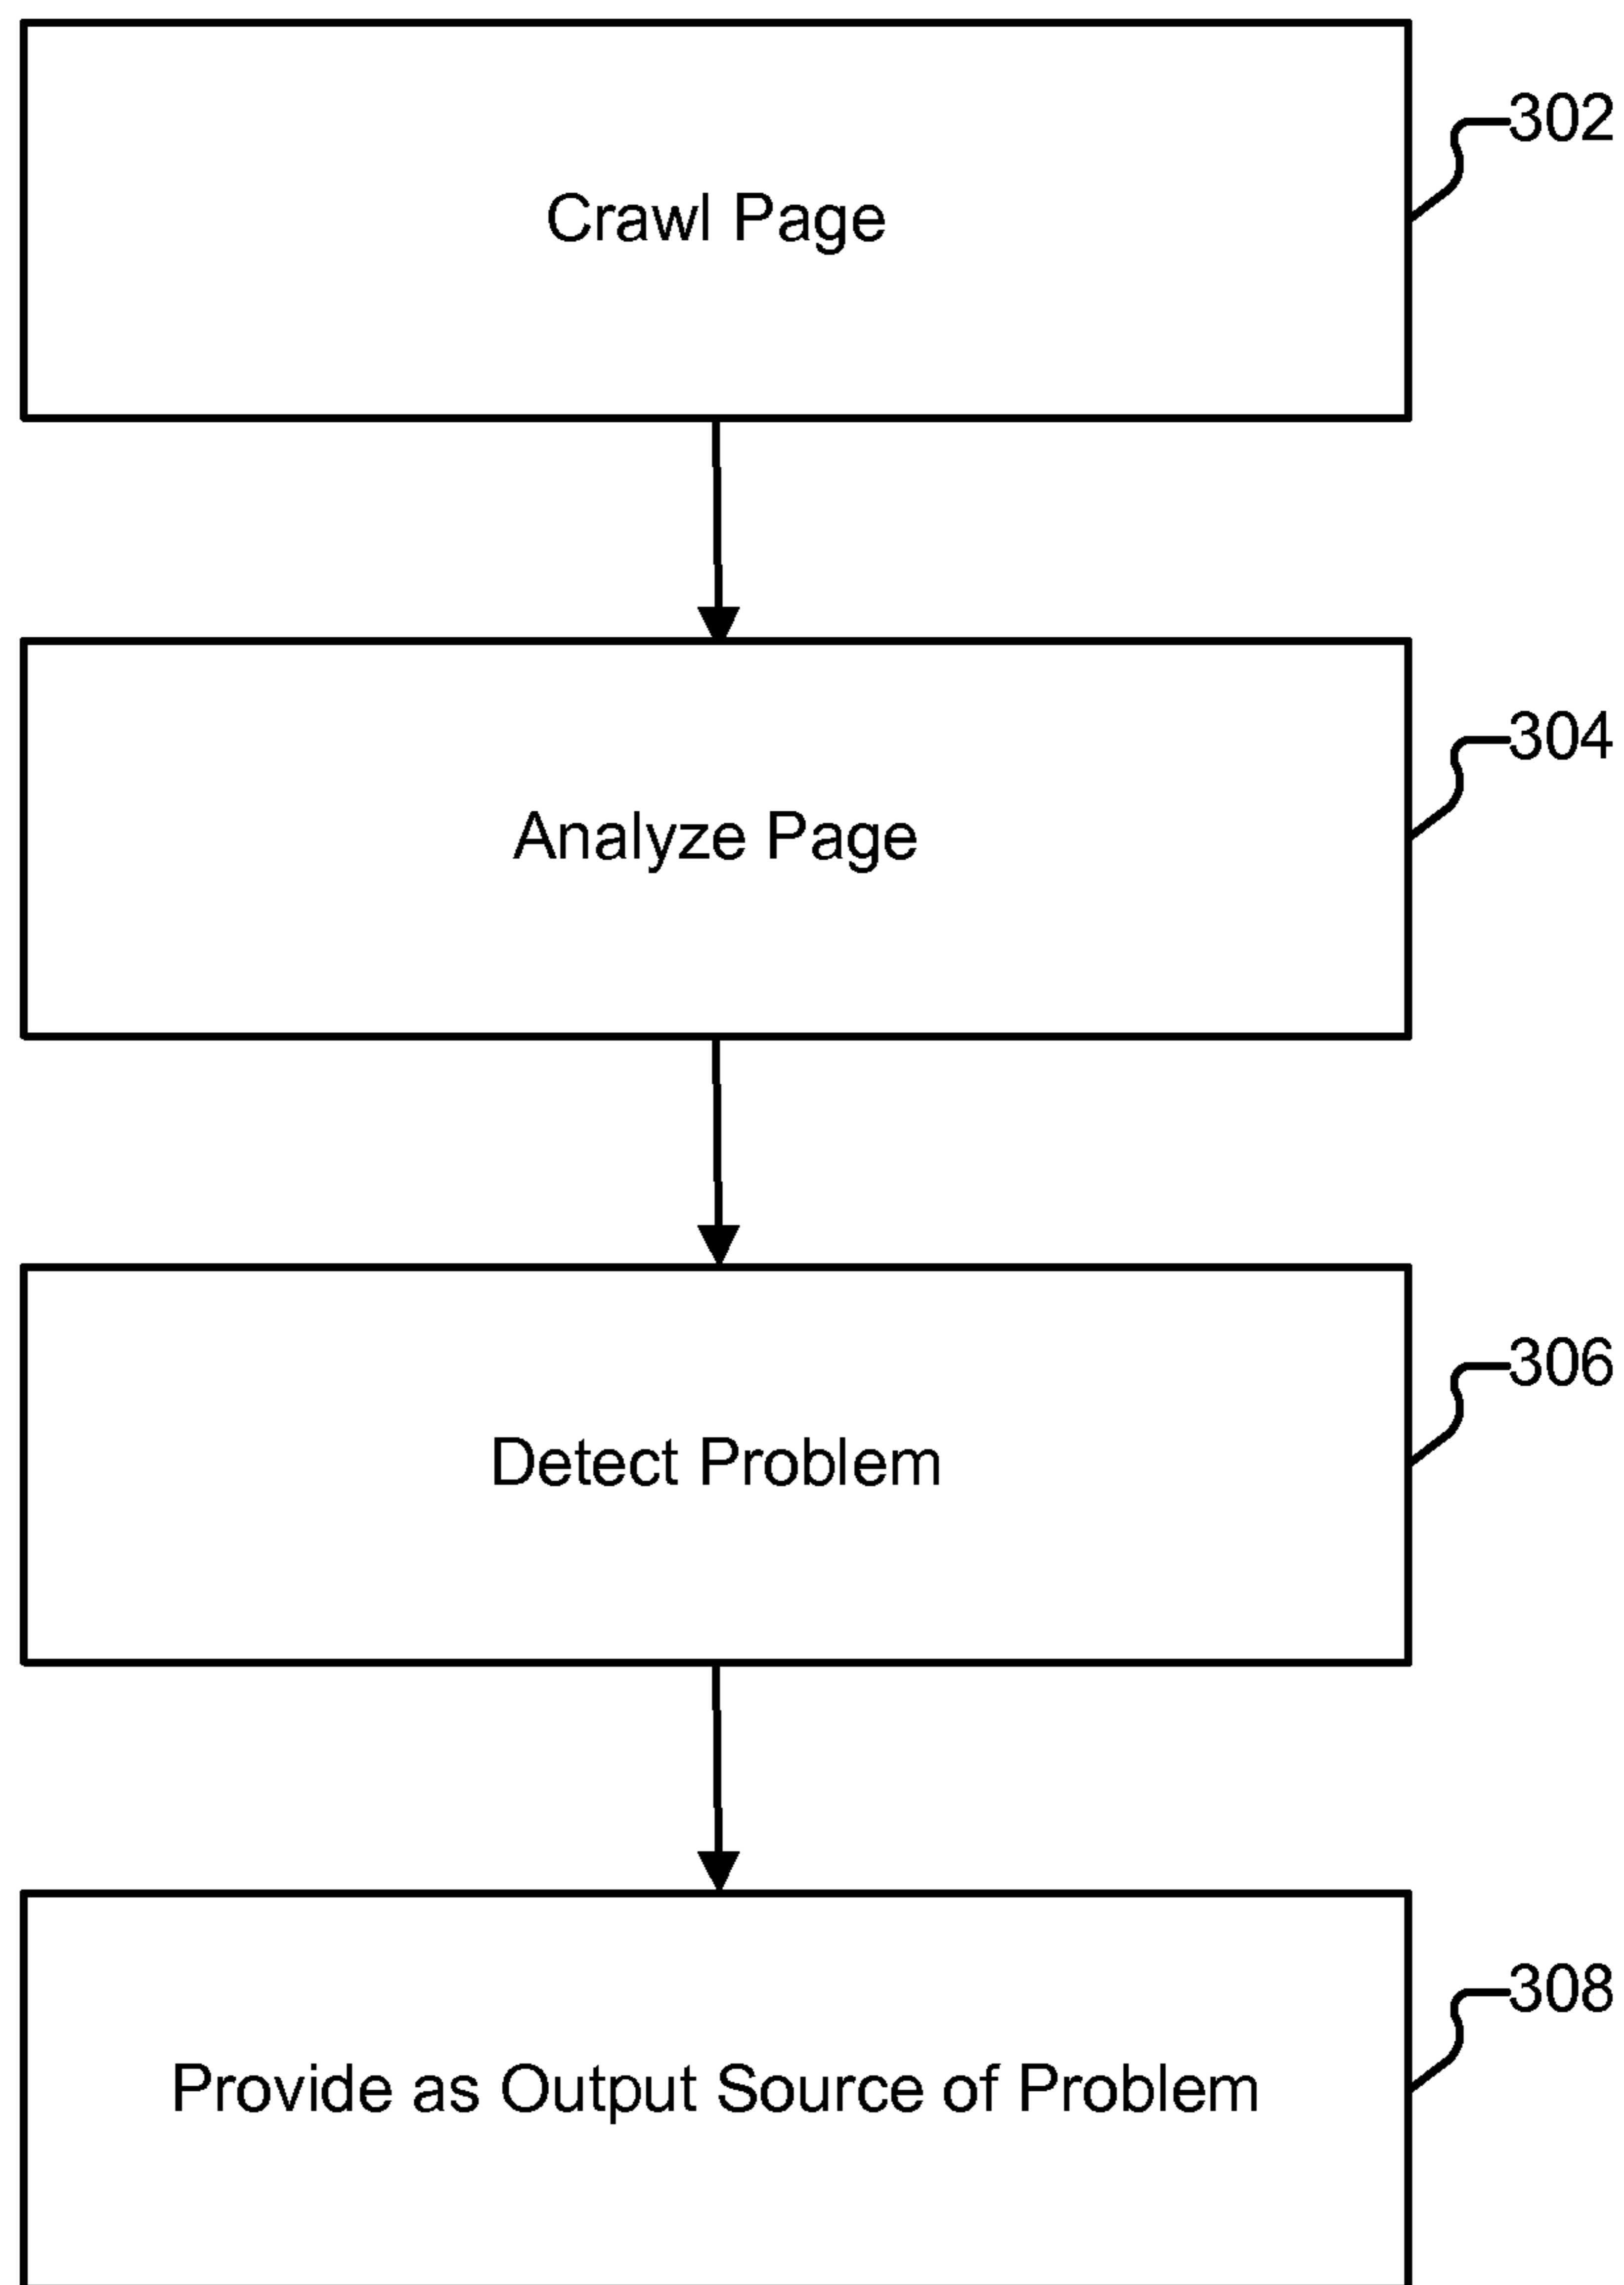 Crawl Page
302
Analyze Page
304
Detect Problem
306
Provide as Output Source of Problem
308